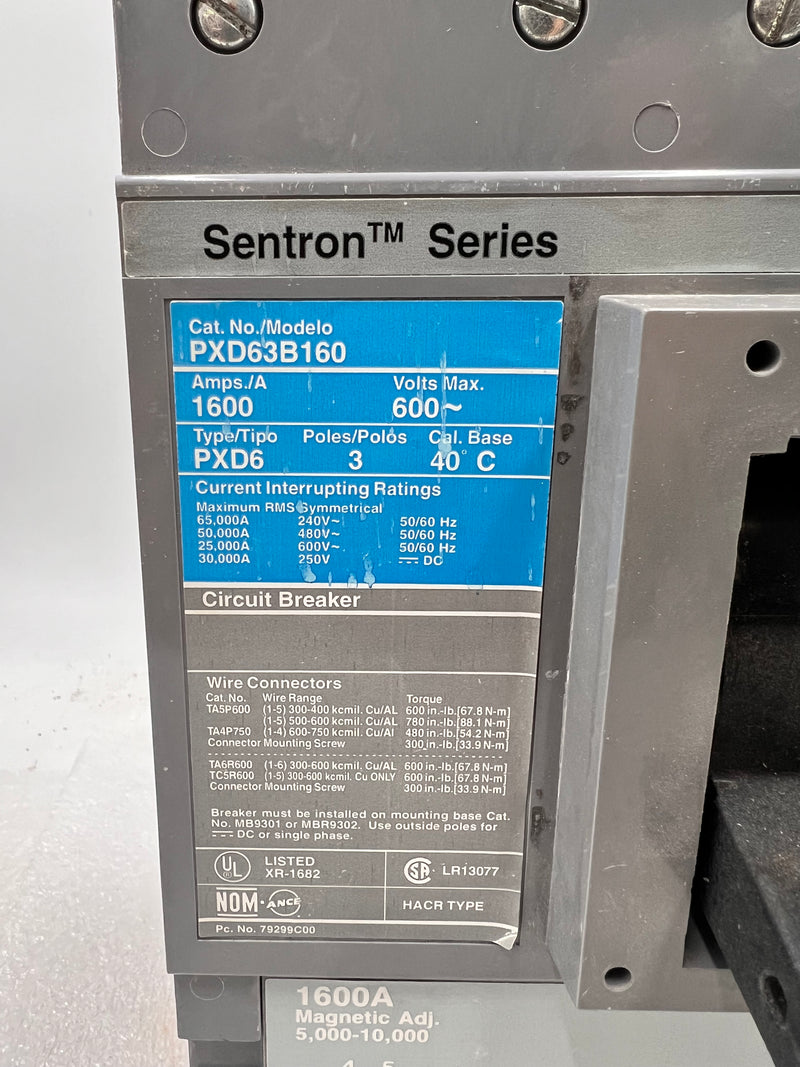 Sentron™ Series
Cat. No./Modelo
PXD63B160
Amps./A Volts Max.
1600 600~
Type/Tipo Poles/Polos Cal. Base
PXD6 3 40° C
Current Interrupting Ratings
Maximum RMS Symmetrical
65,000A 240V~ 50/60 Hz
50,000A 480V~ 50/60 Hz
25,000A 600V~ 50/60 Hz
30,000A 250V ⎓ DC
Circuit Breaker
Wire Connectors
Cat. No. Wire Range Torque
TA5P600 (1-5) 300-400 kcmil. Cu/AL 600 in.-lb.[67.8 N-m]
(1-5) 500-600 kcmil. Cu/AL 780 in.-lb.[88.1 N-m]
TA4P750 (1-4) 600-750 kcmil. Cu/Al 480 in.-lb.[54.2 N-m]
Connector Mounting Screw 300 in.-lb.[33.9 N-m]
TA6R600 (1-6) 300-600 kcmil. Cu/AL 600 in.-lb.[67.8 N-m]
TC5R600 (1-5) 300-600 kcmil. Cu ONLY 600 in.-lb.[67.8 N-m]
Connector Mounting Screw 300 in.-lb.[33.9 N-m]
Breaker must be installed on mounting base Cat.
No. MB9301 or MBR9302. Use outside poles for
⎓ DC or single phase.
UL LISTED
XR-1682
SA LR13077
NOM·ANCE HACR TYPE
Pc. No. 79299C00
1600A
Magnetic Adj.
5,000-10,000